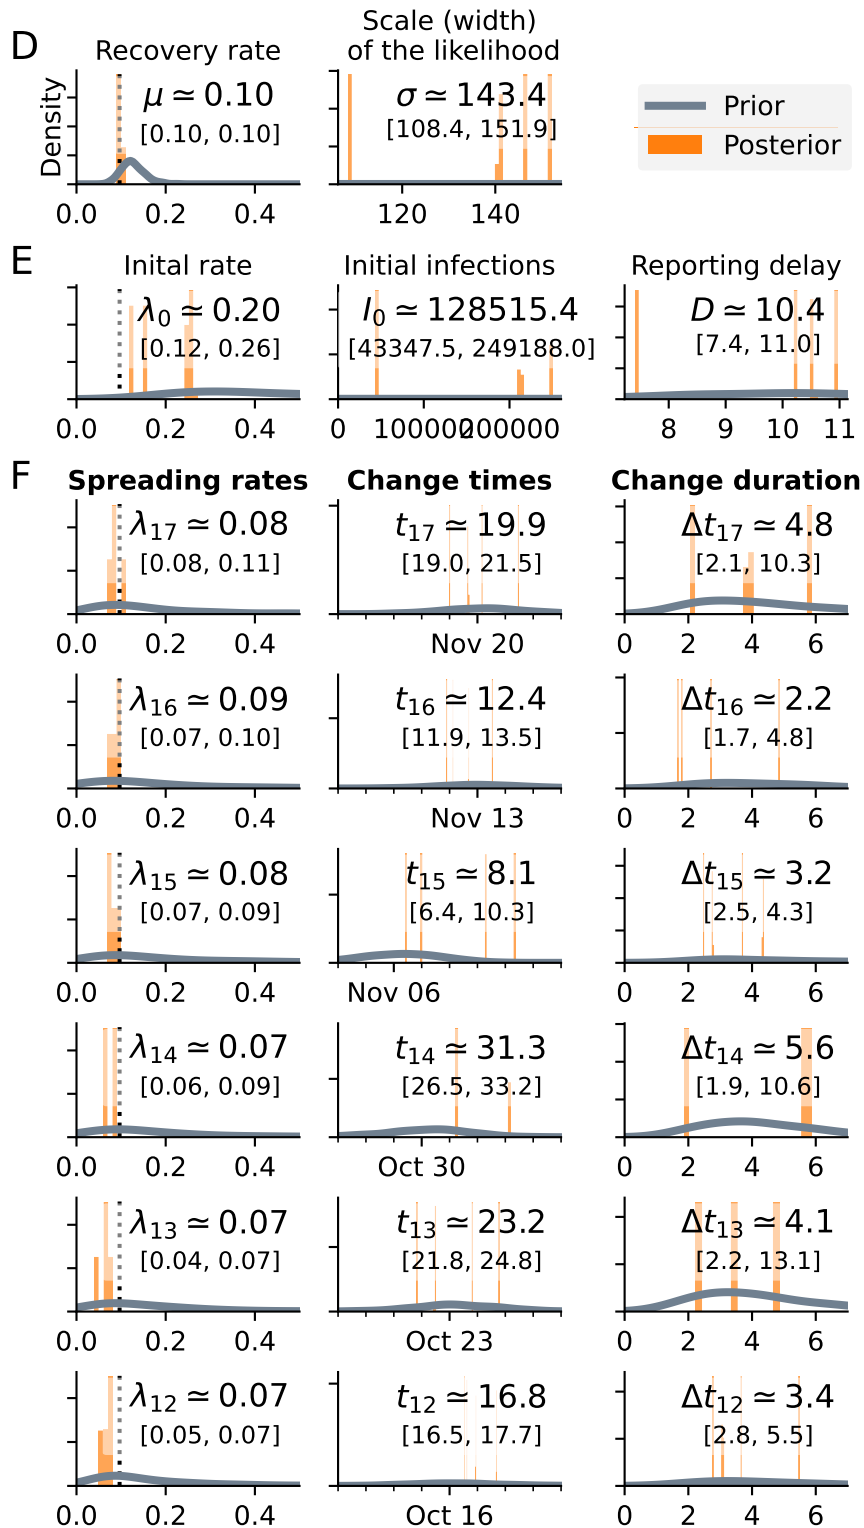 D
Recovery rate
Scale (width)
of the likelihood
Density
μ ≃ 0.10
[0.10, 0.10]
σ ≃ 143.4
[108.4, 151.9]
Prior
Posterior
0.0 0.2 0.4
120 140
E
Inital rate
Initial infections
Reporting delay
λ0 ≃ 0.20
[0.12, 0.26]
I0 ≃ 128515.4
[43347.5, 249188.0]
D ≃ 10.4
[7.4, 11.0]
0.0 0.2 0.4
0 100000 200000
8 9 10 11
F
Spreading rates
Change times
Change duration
λ17 ≃ 0.08
[0.08, 0.11]
t17 ≃ 19.9
[19.0, 21.5]
Δt17 ≃ 4.8
[2.1, 10.3]
0.0 0.2 0.4
Nov 20
0 2 4 6
λ16 ≃ 0.09
[0.07, 0.10]
t16 ≃ 12.4
[11.9, 13.5]
Δt16 ≃ 2.2
[1.7, 4.8]
0.0 0.2 0.4
Nov 13
0 2 4 6
λ15 ≃ 0.08
[0.07, 0.09]
t15 ≃ 8.1
[6.4, 10.3]
Δt15 ≃ 3.2
[2.5, 4.3]
0.0 0.2 0.4
Nov 06
0 2 4 6
λ14 ≃ 0.07
[0.06, 0.09]
t14 ≃ 31.3
[26.5, 33.2]
Δt14 ≃ 5.6
[1.9, 10.6]
0.0 0.2 0.4
Oct 30
0 2 4 6
λ13 ≃ 0.07
[0.04, 0.07]
t13 ≃ 23.2
[21.8, 24.8]
Δt13 ≃ 4.1
[2.2, 13.1]
0.0 0.2 0.4
Oct 23
0 2 4 6
λ12 ≃ 0.07
[0.05, 0.07]
t12 ≃ 16.8
[16.5, 17.7]
Δt12 ≃ 3.4
[2.8, 5.5]
0.0 0.2 0.4
Oct 16
0 2 4 6